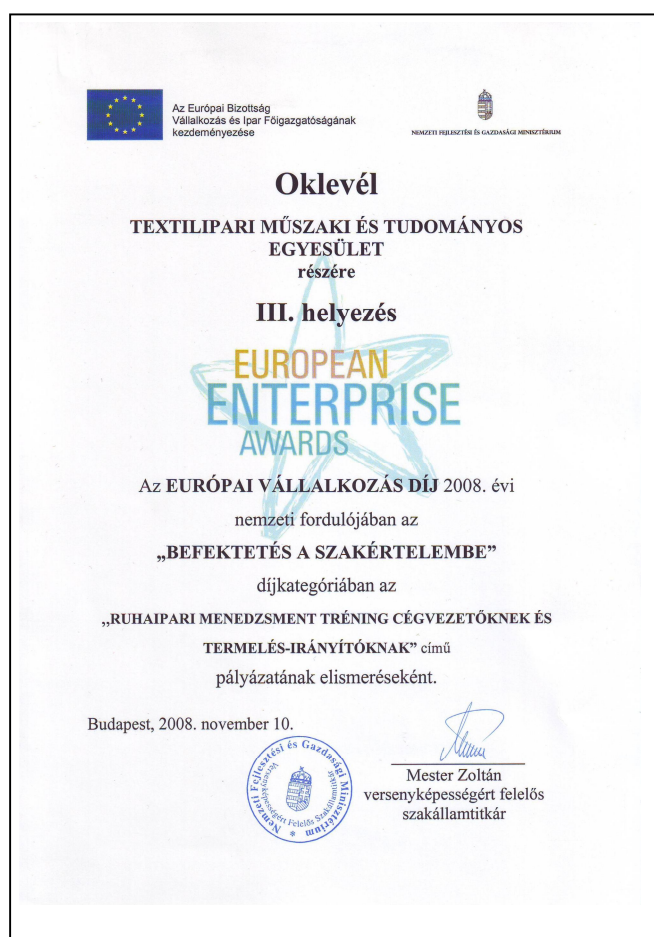 Az Európai Bizottság
Vállalkozás és Ipar Főigazgatóságának
kezdeményezése
NEMZETI FEJLESZTÉSI ÉS GAZDASÁGI MINISZTÉRIUM
Oklevél
TEXTILIPARI MŰSZAKI ÉS TUDOMÁNYOS
EGYESÜLET
részére
III. helyezés
EUROPEAN
ENTERPRISE
AWARDS
Az EURÓPAI VÁLLALKOZÁS DÍJ 2008. évi
nemzeti fordulójában az
„BEFEKTETÉS A SZAKÉRTELEMBE”
díjkategóriában az
„RUHAIPARI MENEDZSMENT TRÉNING CÉGVEZETŐKNEK ÉS
TERMELÉS-IRÁNYÍTÓKNAK” című
pályázatának elismeréseként.
Budapest, 2008. november 10.
Nemzeti Fejlesztési és Gazdasági Minisztérium
Versenyképességért Felelős Szakállamtitkár
Mester Zoltán
versenyképességért felelős
szakállamtitkár